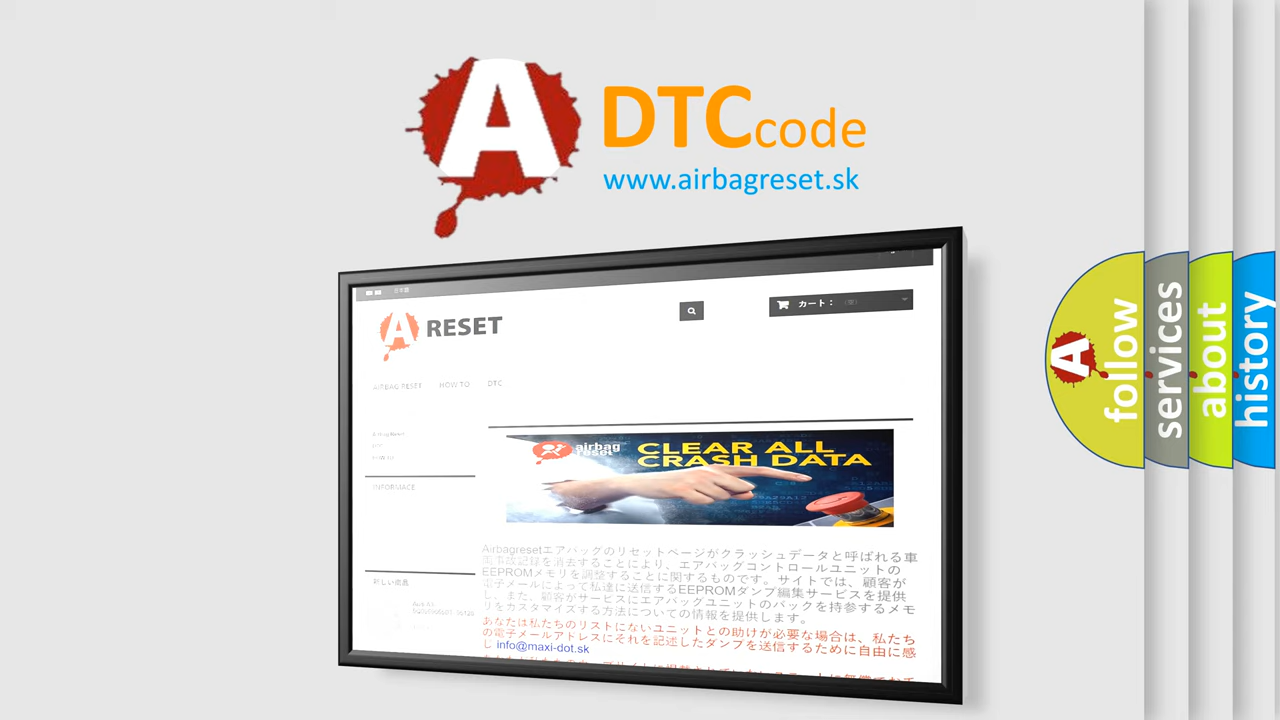 A DTCcode
www.airbagreset.sk
日本語
A RESET
カート： （空）
AIRBAG RESET HOW TO DTC
Airbag Reset
HOW TO
INFORMACE
airbag reset
CLEAR ALL
CRASH DATA
Airbagresetエアバッグのリセットページがクラッシュデータと呼ばれる車
両事故記録を消去することにより、エアバッグコントロールユニットの
EEPROMメモリを調整することに関するものです。サイトでは、顧客が
電子メールによって私達に送信するEEPROMダンプ編集サービスを提供
し、また、顧客がサービスにエアバッグユニットのバックを持参するメモ
リをカスタマイズする方法についての情報を提供します。
あなたは私たちのリストにないユニットとの助けが必要な場合は、私たち
の電子メールアドレスにそれを記述したダンプを送信するために自由に感
じ info@maxi-dot.sk
A follow
services
about
history